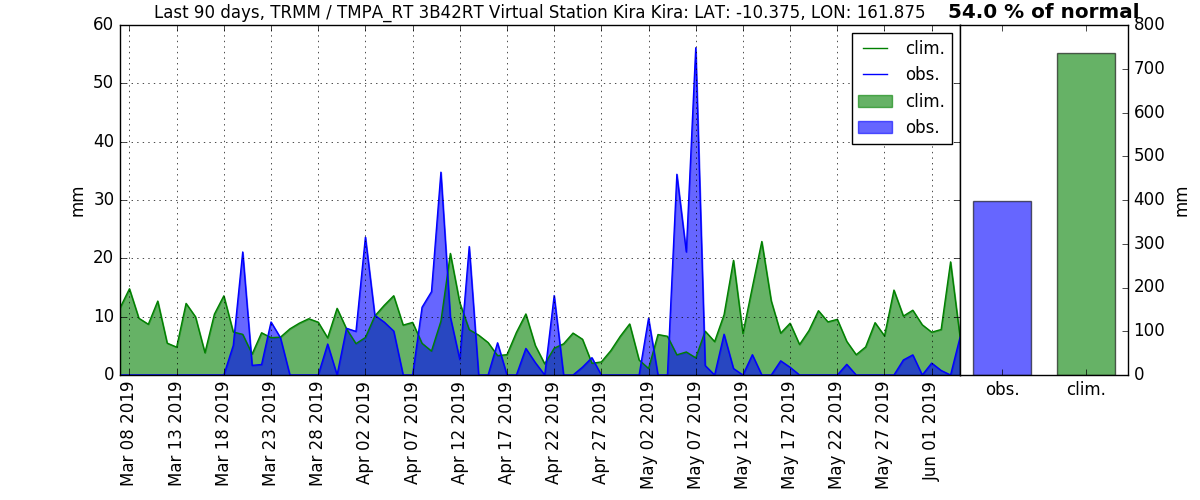 Last 90 days, TRMM / TMPA_RT 3B42RT Virtual Station Kira Kira: LAT: -10.375, LON: 161.875
54.0 % of normal
60
50
40
30
20
10
0
mm
clim.
obs.
clim.
obs.
Mar 08 2019
Mar 13 2019
Mar 18 2019
Mar 23 2019
Mar 28 2019
Apr 02 2019
Apr 07 2019
Apr 12 2019
Apr 17 2019
Apr 22 2019
Apr 27 2019
May 02 2019
May 07 2019
May 12 2019
May 17 2019
May 22 2019
May 27 2019
Jun 01 2019
800
700
600
500
400
300
200
100
0
mm
obs.
clim.